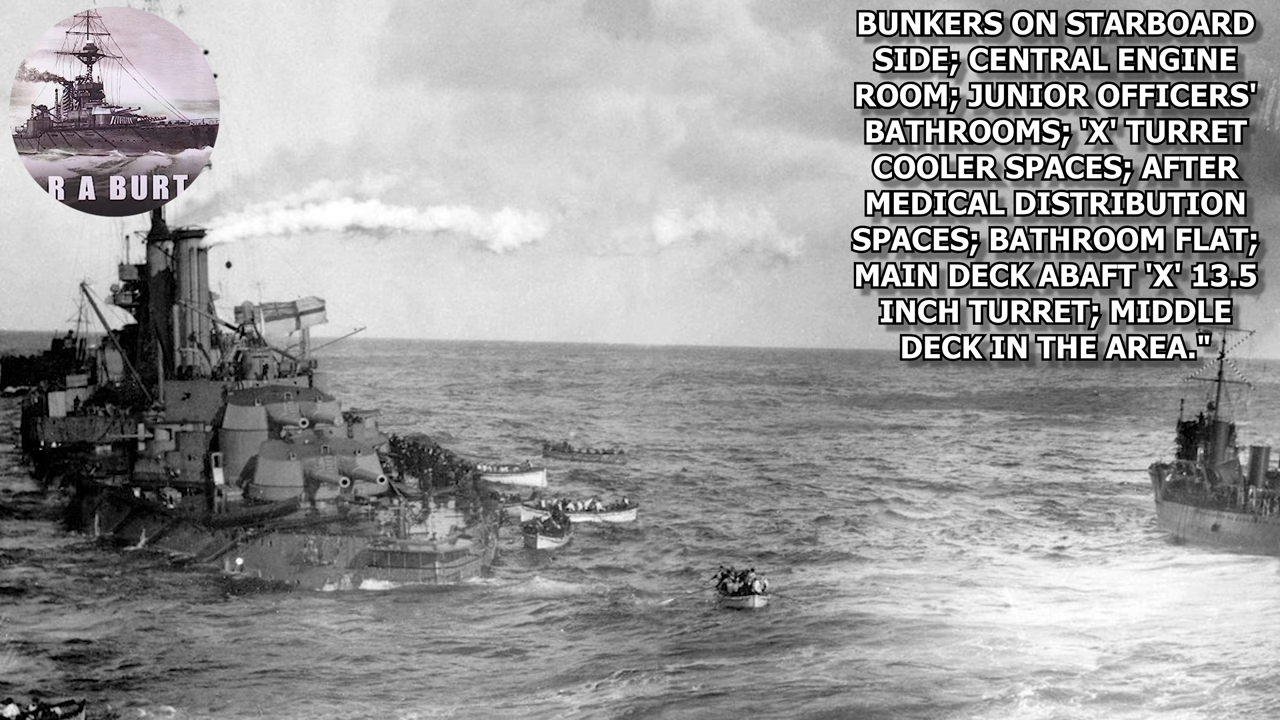 R A BURT
BUNKERS ON STARBOARD
SIDE; CENTRAL ENGINE
ROOM; JUNIOR OFFICERS'
BATHROOMS; 'X' TURRET
COOLER SPACES; AFTER
MEDICAL DISTRIBUTION
SPACES; BATHROOM FLAT;
MAIN DECK ABAFT 'X' 13.5
INCH TURRET; MIDDLE
DECK IN THE AREA."